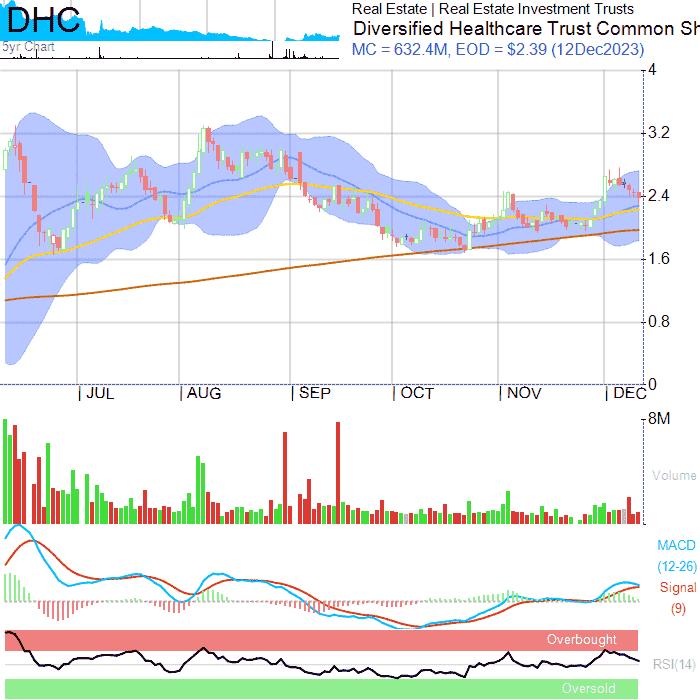 DHC
5yr Chart
Real Estate | Real Estate Investment Trusts
Diversified Healthcare Trust Common Sh
MC = 632.4M, EOD = $2.39 (12Dec2023)
4
3.2
2.4
1.6
0.8
0
JUL AUG SEP OCT NOV DEC
8M
Volume
MACD
(12-26)
Signal
(9)
Overbought
RSI(14)
Oversold